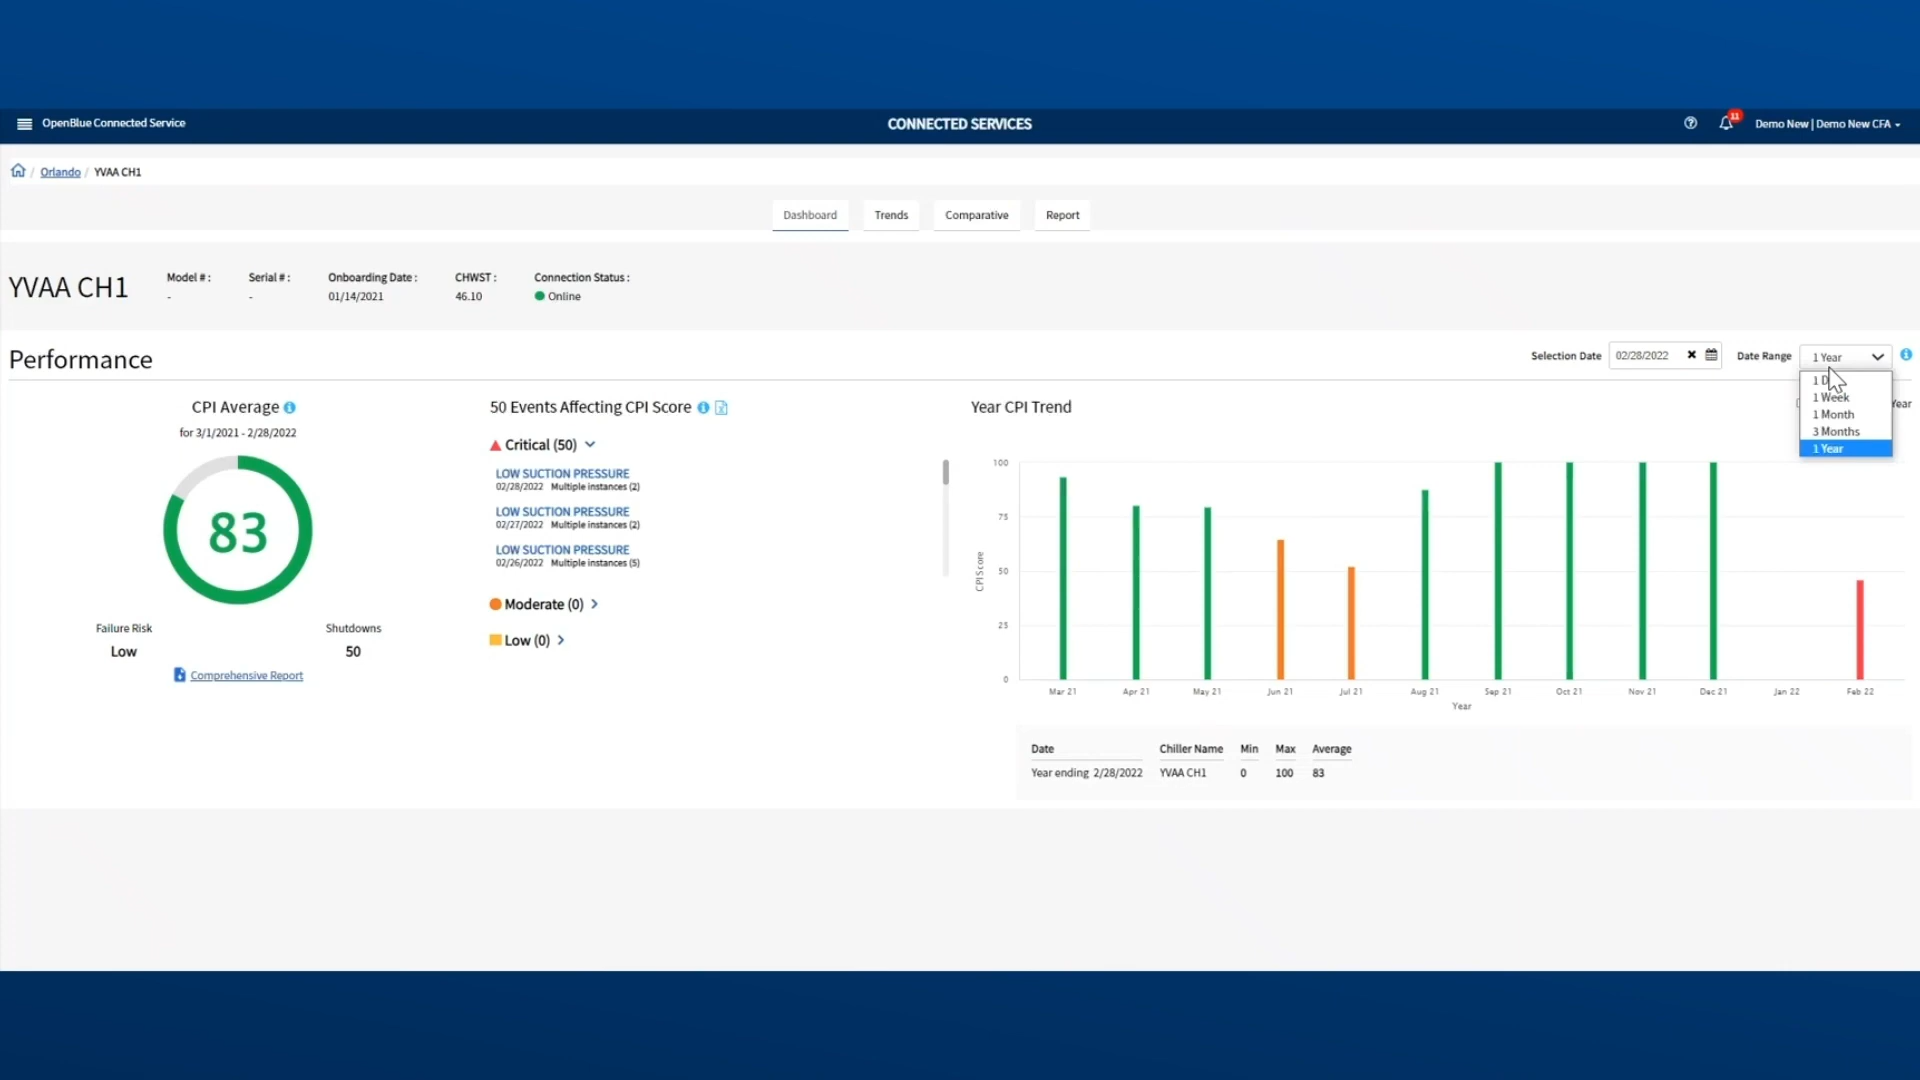 OpenBlue Connected Service
CONNECTED SERVICES
11
Demo New | Demo New CFA
/ Orlando / YVAA CH1
Dashboard
Trends
Comparative
Report
YVAA CH1
Model # :
-
Serial # :
-
Onboarding Date :
01/14/2021
CHWST :
46.10
Connection Status :
Online
Performance
Selection Date
02/28/2022
Date Range
1 Year
1 Week
1 Month
3 Months
1 Year
Year
CPI Average
for 3/1/2021 - 2/28/2022
83
Failure Risk
Low
Shutdowns
50
Comprehensive Report
50 Events Affecting CPI Score
Critical (50)
LOW SUCTION PRESSURE
02/28/2022 Multiple instances (2)
LOW SUCTION PRESSURE
02/27/2022 Multiple instances (2)
LOW SUCTION PRESSURE
02/26/2022 Multiple instances (5)
Moderate (0)
Low (0)
Year CPI Trend
CPI Score
100
75
50
25
0
Mar 21 Apr 21 May 21 Jun 21 Jul 21 Aug 21 Sep 21 Oct 21 Nov 21 Dec 21 Jan 22 Feb 22
Year
Date Chiller Name Min Max Average
Year ending 2/28/2022 YVAA CH1 0 100 83